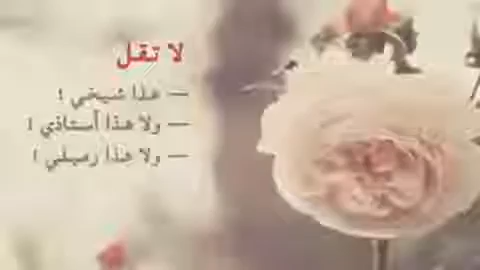 لا تقل
— هذا شيخي !
— ولا هذا أستاذي !
— ولا هذا زميلي !